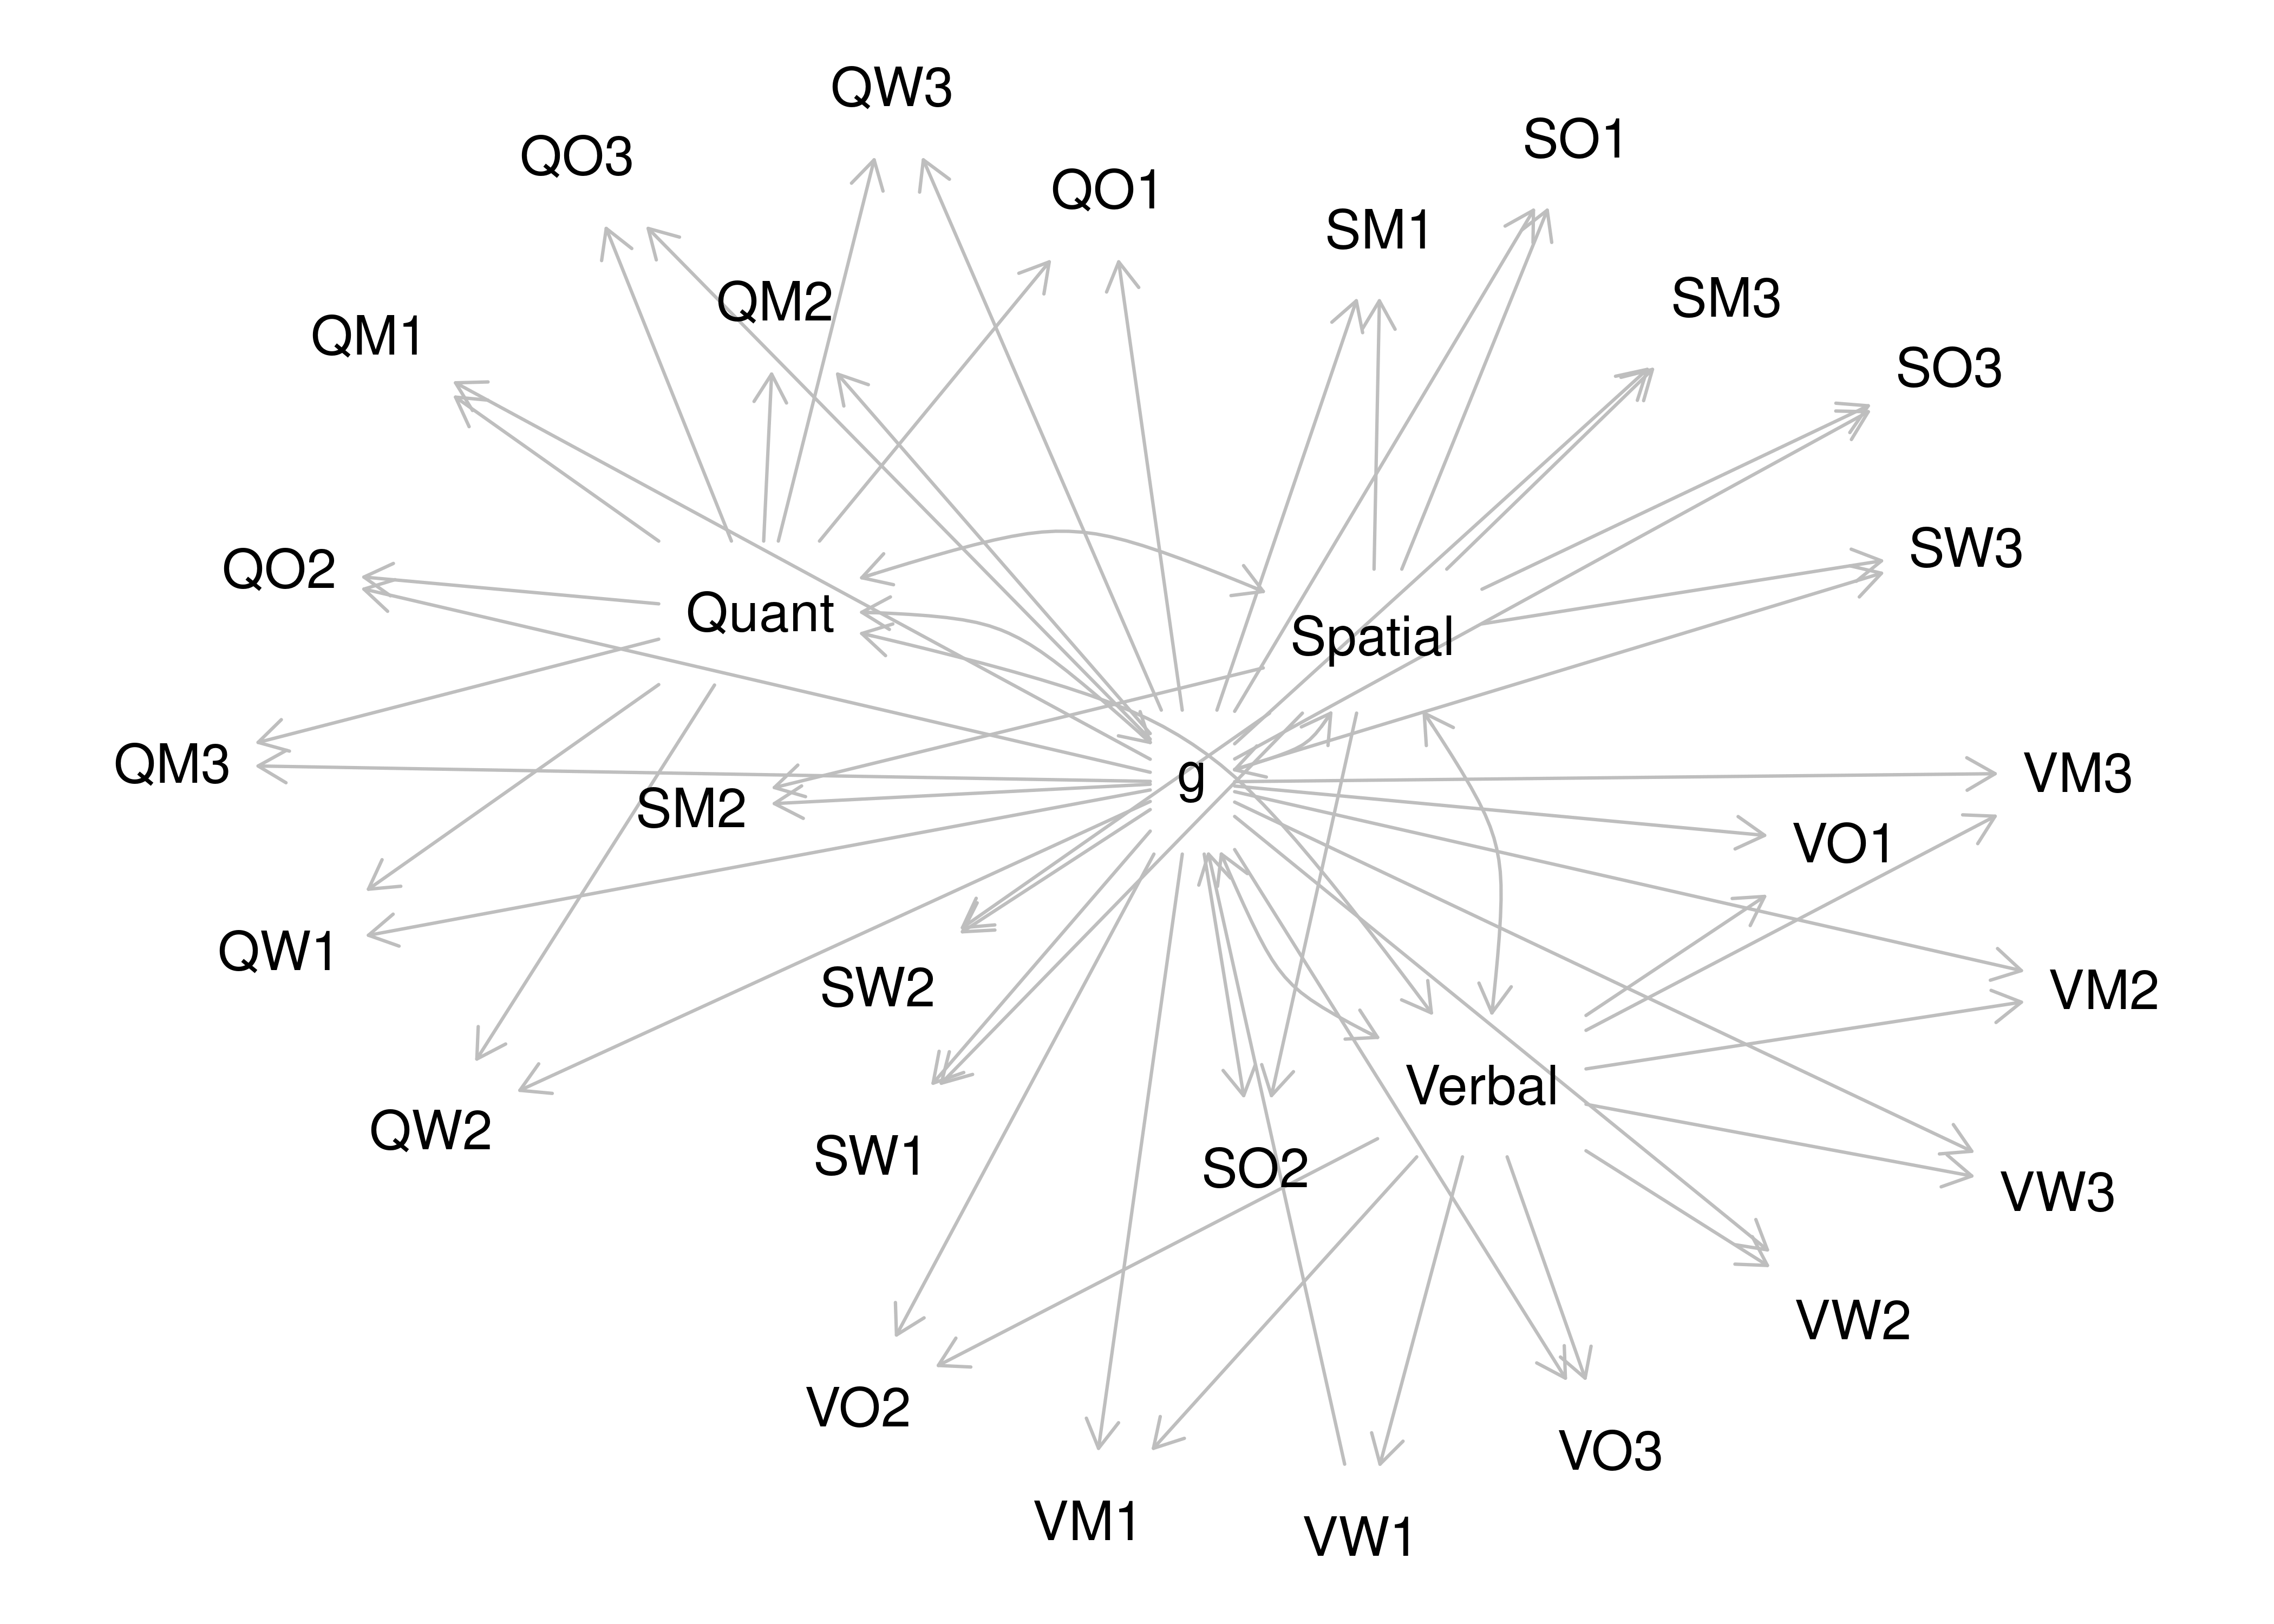 QW3
SO1
QO3
QO1
SM1
SM3
QM2
QM1
SO3
SW3
QO2
Quant
Spatial
QM3
g
VM3
SM2
VO1
QW1
SW2
VM2
Verbal
QW2
SW1
SO2
VW3
VW2
VO2
VO3
VM1
VW1